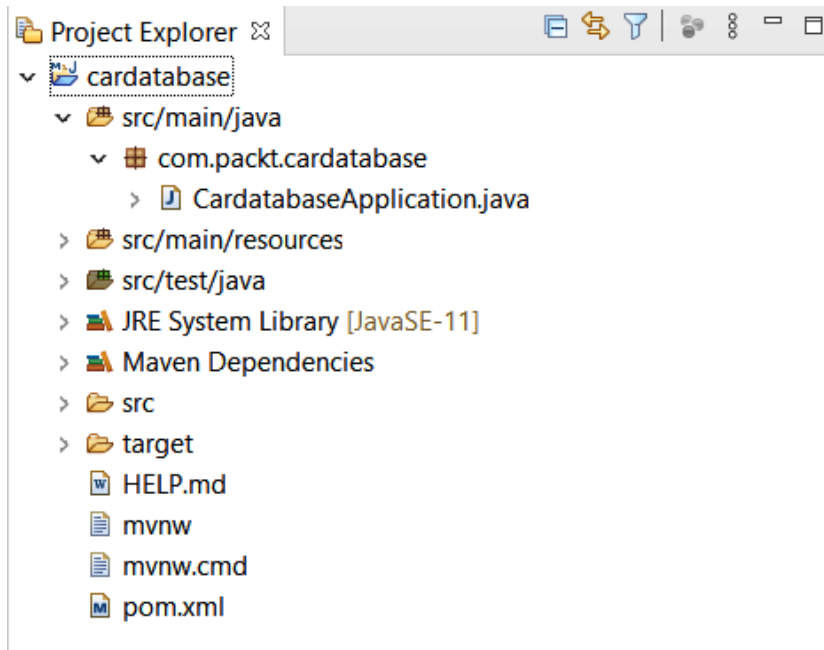 Project Explorer
cardatabase
src/main/java
com.packt.cardatabase
CardatabaseApplication.java
src/main/resources
src/test/java
JRE System Library [JavaSE-11]
Maven Dependencies
src
target
HELP.md
mvnw
mvnw.cmd
pom.xml